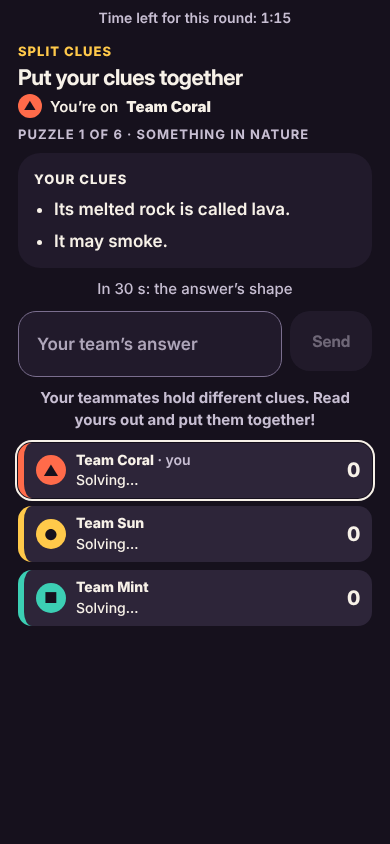 Time left for this round: 1:15
SPLIT CLUES
Put your clues together
You're on Team Coral
PUZZLE 1 OF 6 · SOMETHING IN NATURE
YOUR CLUES
• Its melted rock is called lava.
• It may smoke.
In 30 s: the answer's shape
Your team's answer
Send
Your teammates hold different clues. Read
yours out and put them together!
Team Coral · you
Solving...
0
Team Sun
Solving...
0
Team Mint
Solving...
0